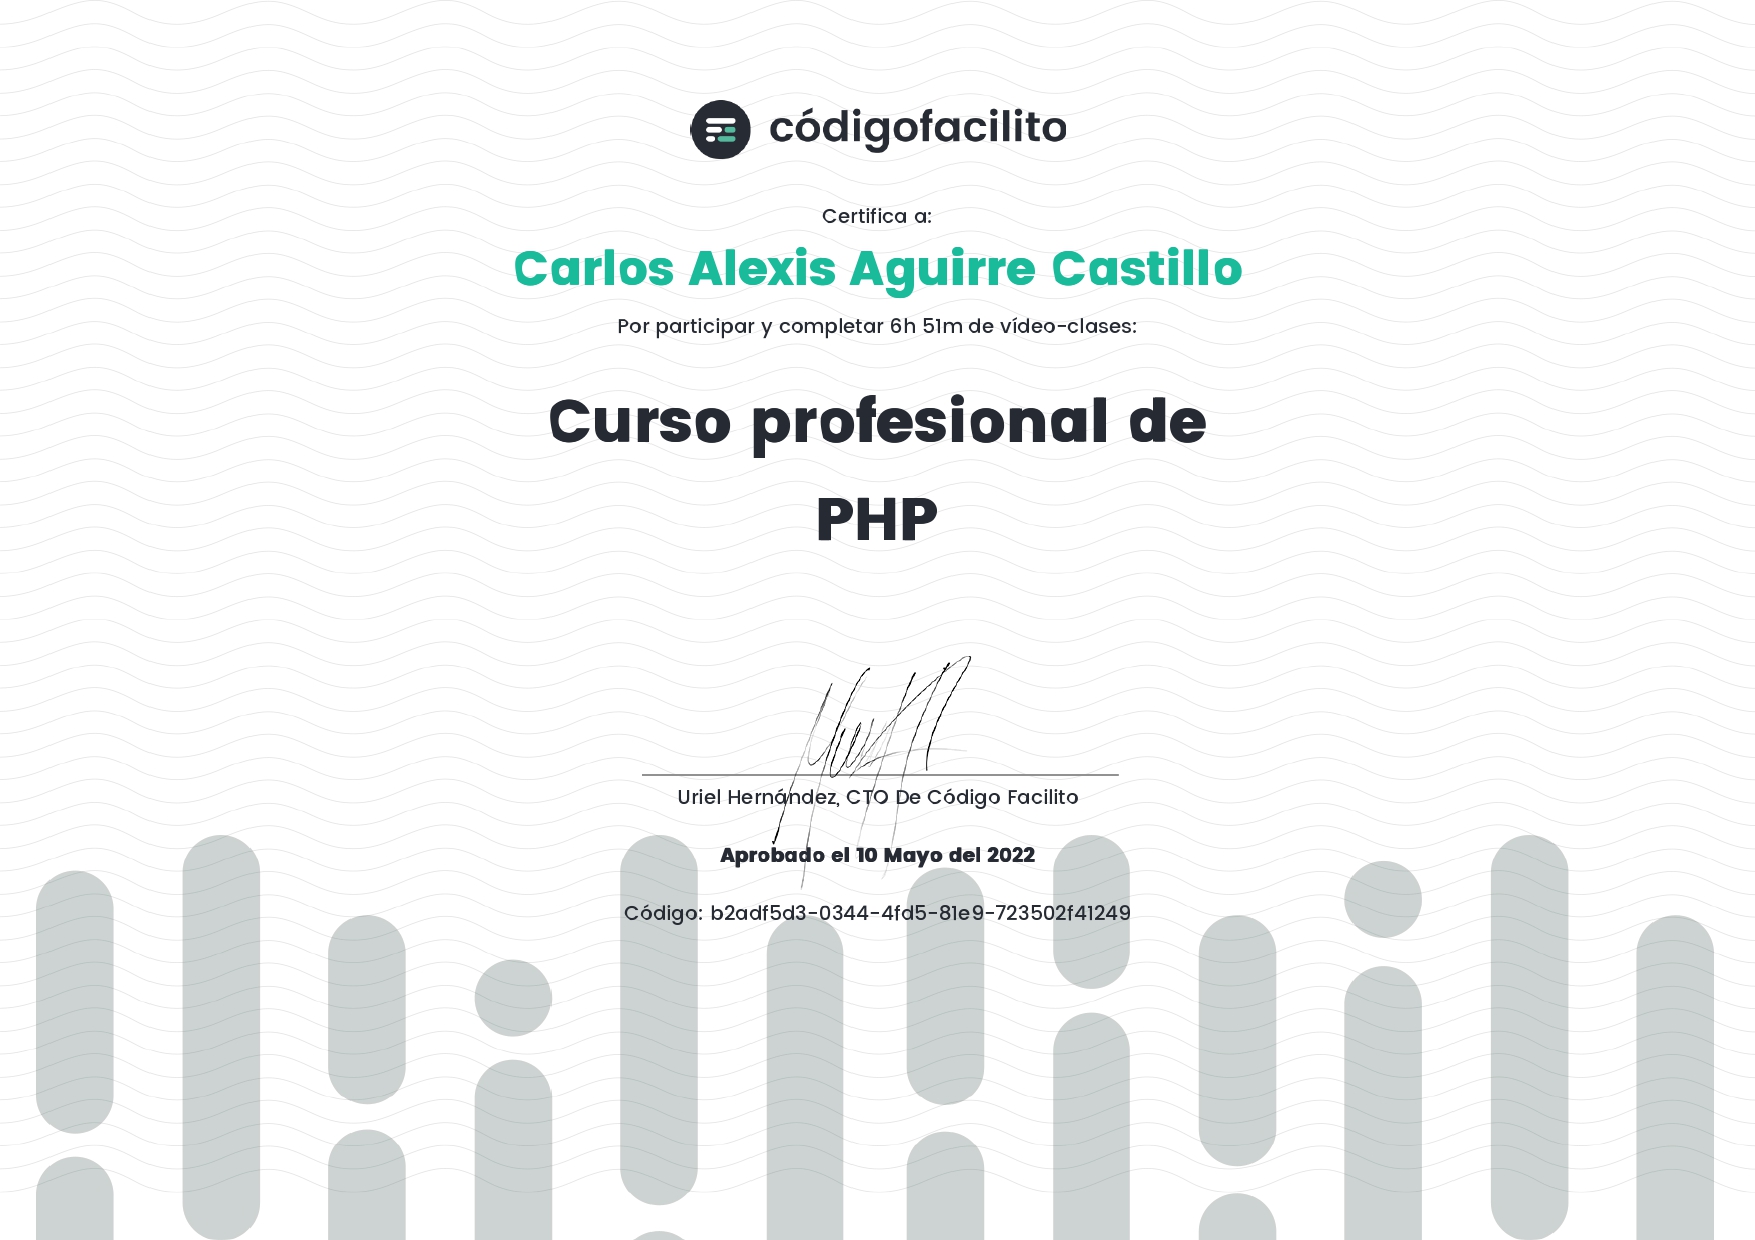 códigofacilito
Certifica a:
Carlos Alexis Aguirre Castillo
Por participar y completar 6h 51m de vídeo-clases:
Curso profesional de
PHP
Uriel Hernández, CTO De Código Facilito
Aprobado el 10 Mayo del 2022
Código: b2adf5d3-0344-4fd5-81e9-723502f41249